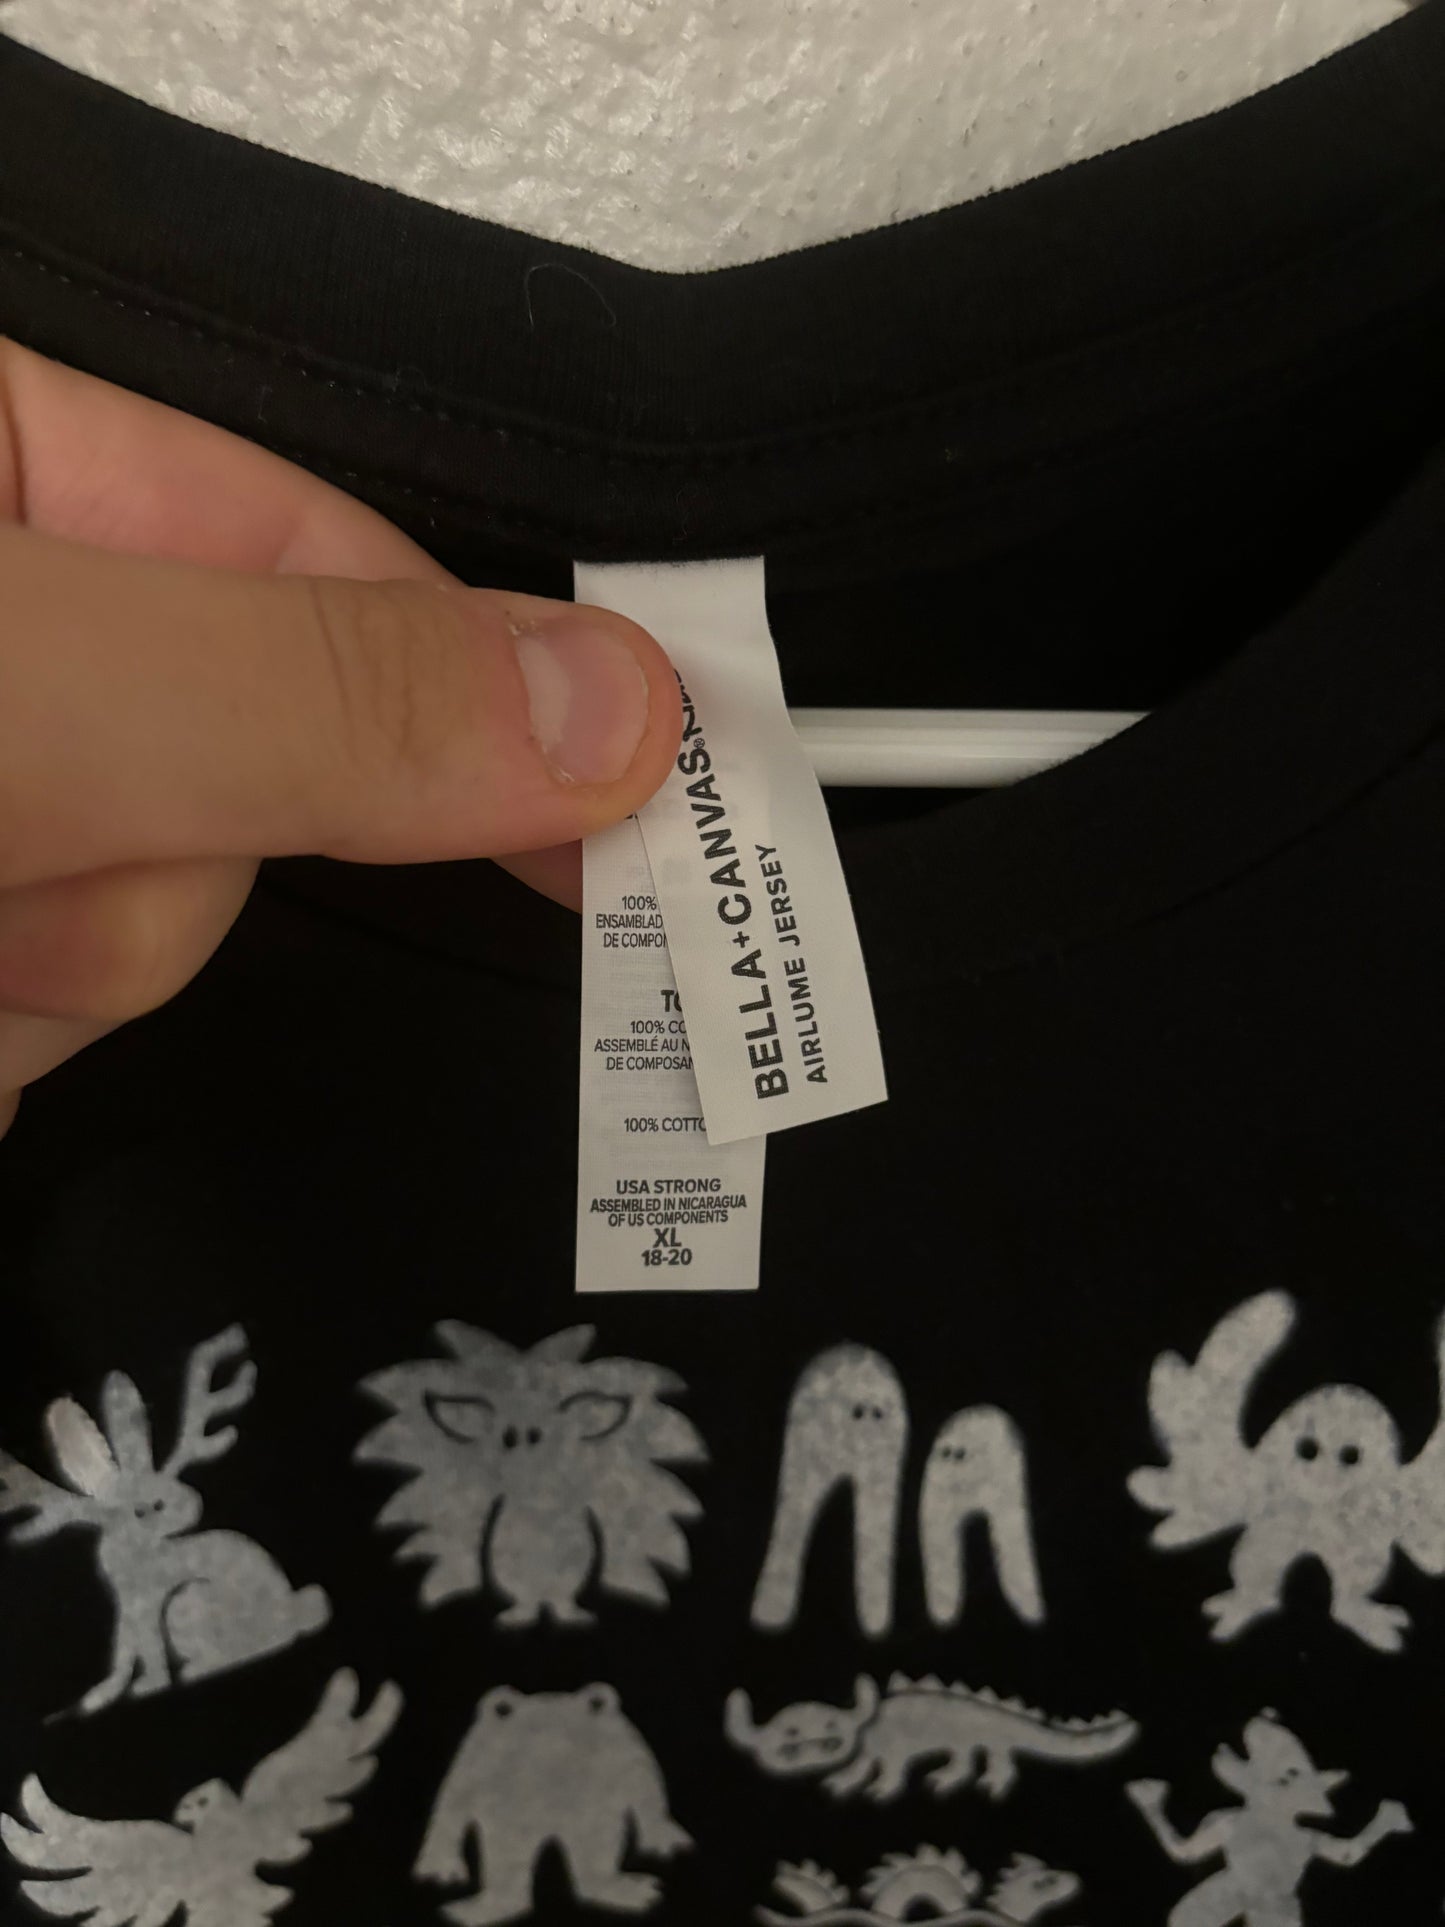 BELLA+CANVAS®
AIRLUME JERSEY
100%
ENSAMBLAD
DE COMPO
100% CO
ASSEMBLÉ AU N
DE COMPOSAN
100% COTTO
USA STRONG
ASSEMBLED IN NICARAGUA
OF US COMPONENTS
XL
18-20